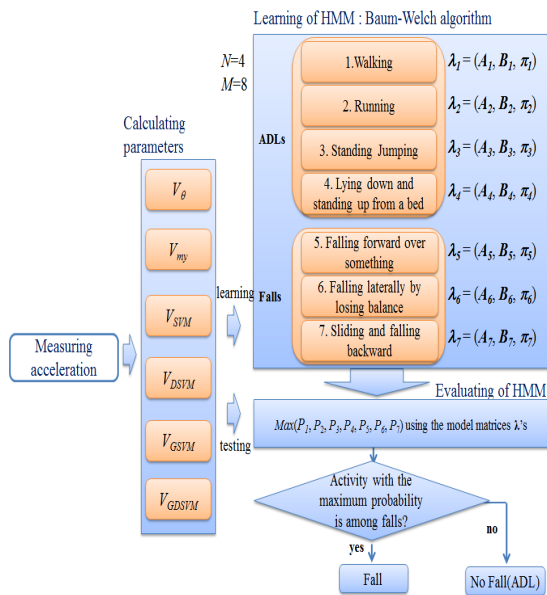 Learning of HMM : Baum-Welch algorithm
N=4
M=8
ADLs
1.Walking
λ1 = (A1, B1, π1)
2. Running
λ2 = (A2, B2, π2)
3. Standing Jumping
λ3 = (A3, B3, π3)
4. Lying down and
standing up from a bed
λ4 = (A4, B4, π4)
Falls
5. Falling forward over
something
λ5 = (A5, B5, π5)
6. Falling laterally by
losing balance
λ6 = (A6, B6, π6)
7. Sliding and falling
backward
λ7 = (A7, B7, π7)
Calculating
parameters
Vθ
Vmy
VSVM
VDSVM
VGSVM
VGDSVM
Measuring
acceleration
learning
testing
Evaluating of HMM
Max(P1, P2, P3, P4, P5, P6, P7) using the model matrices λ's
Activity with the
maximum probability
is among falls?
yes
no
Fall
No Fall(ADL)